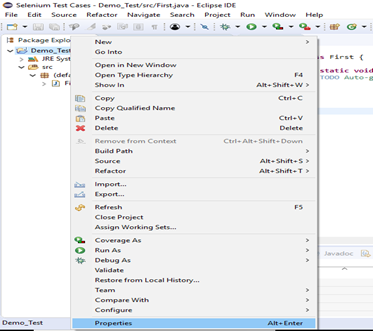 Selenium Test Cases - Demo_Test/src/First.java - Eclipse IDE
File Edit Source Refactor Navigate Search Project Run Window Help
Package Explo
Demo_Test
JRE Syst
src
(defa
Fi
New
Go Into
Open in New Window
Open Type Hierarchy F4
Show In Alt+Shift+W >
Copy Ctrl+C
Copy Qualified Name
Paste Ctrl+V
Delete Delete
Remove from Context Ctrl+Alt+Shift+Down
Build Path
Source Alt+Shift+S >
Refactor Alt+Shift+T >
Import...
Export...
Refresh F5
Close Project
Assign Working Sets...
Coverage As
Run As
Debug As
Validate
Restore from Local History...
Team
Compare With
Configure
Properties Alt+Enter
ss First {
static void
TODO Auto-g
Javadoc
Demo_Test